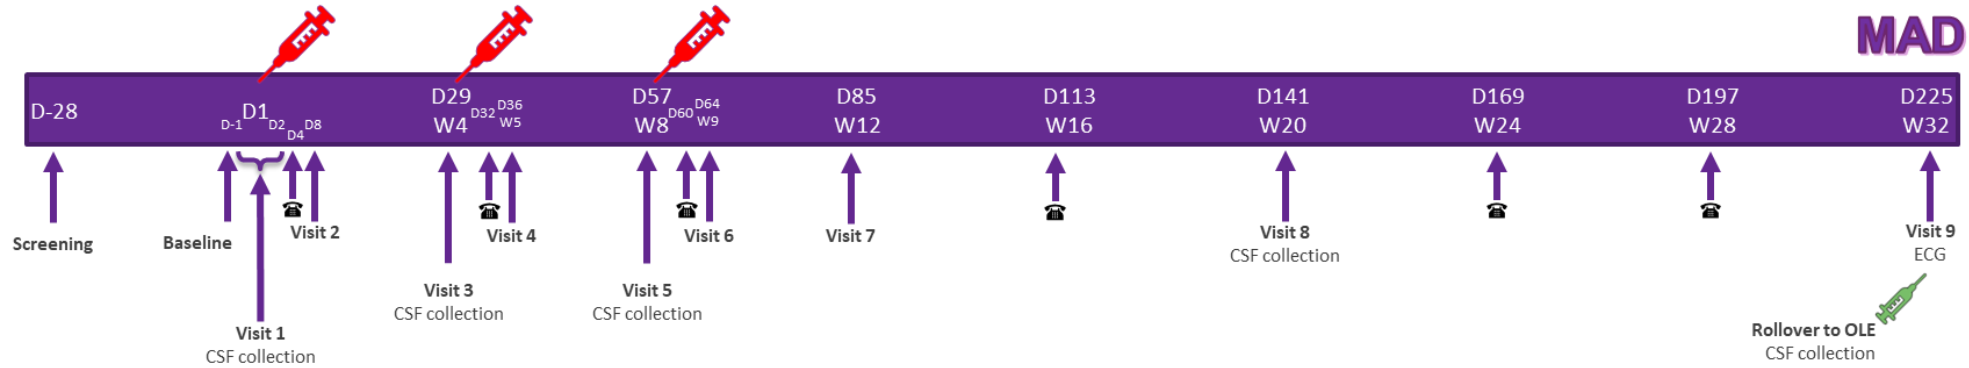 MAD
D-28
D-1 D1 D2 D4 D8
D29
W4
D32
D36
W5
D57
W8
D60
D64
W9
D85
W12
D113
W16
D141
W20
D169
W24
D197
W28
D225
W32
Screening
Baseline
Visit 1
CSF collection
Visit 2
Visit 3
CSF collection
Visit 4
Visit 5
CSF collection
Visit 6
Visit 7
Visit 8
CSF collection
Visit 9
ECG
Rollover to OLE
CSF collection